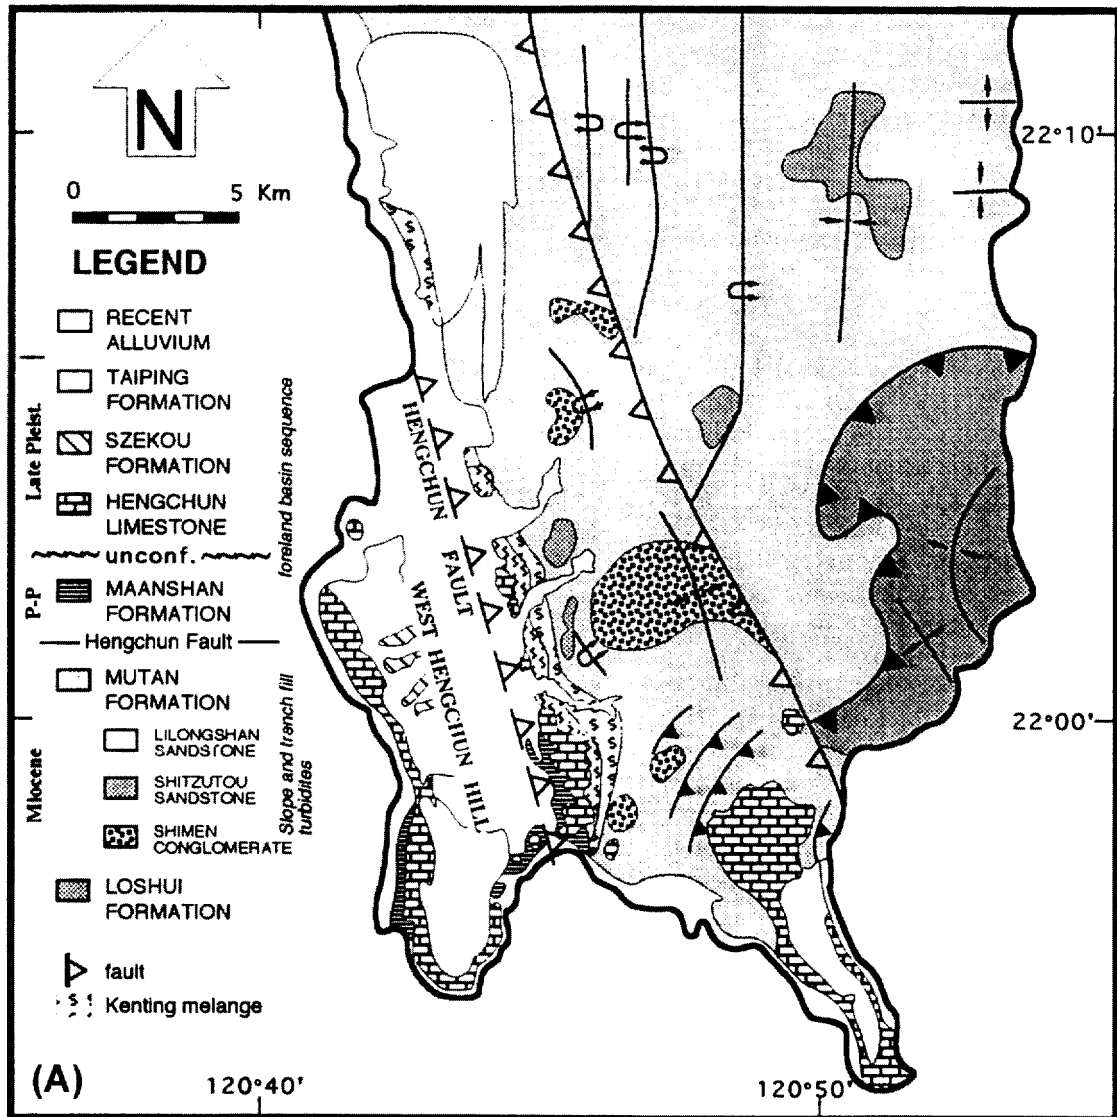 N
0 5 Km
LEGEND
RECENT
ALLUVIUM
TAIPING
FORMATION
SZEKOU
FORMATION
HENGCHUN
LIMESTONE
unconf.
MAANSHAN
FORMATION
Hengchun Fault
MUTAN
FORMATION
LILONGSHAN
SANDSTONE
SHITZUTOU
SANDSTONE
SHIMEN
CONGLOMERATE
LOSHUI
FORMATION
fault
Kenting melange
Late Pleist.
P-P
Miocene
foreland basin sequence
Slope and trench fill
turbidites
HENGCHUN FAULT
WEST HENGCHUN HILL
22°10'
22°00'
(A)
120°40'
120°50'